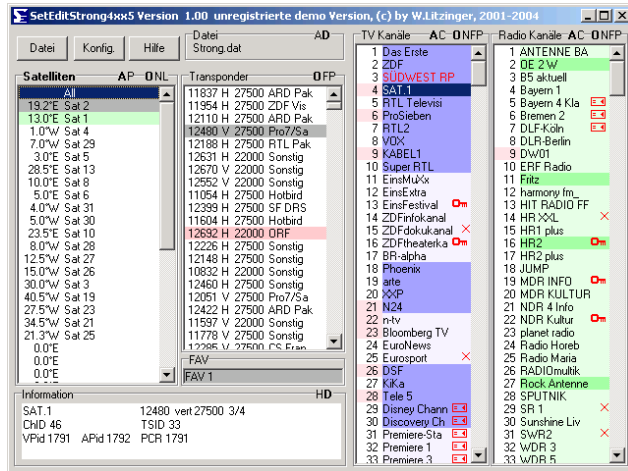 SetEditStrong4xx5 Version 1.00 unregistrierte demo Version, (c) by W.Litzinger, 2001-2004
Datei
Konfig.
Hilfe
Datei AD
Strong.dat
Satelliten AP-ONL
All
19.2°E Sat 2
13.0°E Sat 1
1.0°W Sat 4
7.0°W Sat 29
3.0°E Sat 5
28.5°E Sat 13
10.0°E Sat 8
5.0°E Sat 6
4.0°W Sat 31
5.0°W Sat 30
23.5°E Sat 10
8.0°W Sat 28
12.5°W Sat 27
15.0°W Sat 26
30.0°W Sat 3
40.5°W Sat 19
27.5°W Sat 23
34.5°W Sat 21
21.3°W Sat 25
0.0°E
0.0°E
Transponder OFP
11837 H 27500 ARD Pak
11954 H 27500 ZDF Vis
12110 H 27500 ARD Pak
12480 V 27500 Pro7/Sa
12188 H 27500 RTL Pak
12631 H 22000 Sonstig
12670 V 22000 Sonstig
12552 V 22000 Sonstig
11054 H 27500 Hotbird
12399 H 27500 SF DRS
11604 H 27500 Hotbird
12692 H 22000 ORF
12226 H 27500 Sonstig
12148 H 27500 Sonstig
10832 H 22000 Sonstig
12460 H 27500 Sonstig
12051 V 27500 Pro7/Sa
12422 H 27500 ARD Pak
11597 V 22000 Sonstig
11778 V 27500 Sonstig
12285 V 27500 CS Fran
FAV
FAV 1
Information HD
SAT.1 12480 vert 27500 3/4
ChID 46 TSID 33
VPid 1791 APid 1792 PCR 1791
TV Kanäle AC ONFP
1 Das Erste
2 ZDF
3 SÜDWEST RP
4 SAT.1
5 RTL Televisi
6 ProSieben
7 RTL2
8 VOX
9 KABEL1
10 Super RTL
11 EinsMuXx
12 EinsExtra
13 EinsFestival
14 ZDFinfokanal
15 ZDFdokukanal
16 ZDFtheaterka
17 BR-alpha
18 Phoenix
19 arte
20 XXP
21 N24
22 n-tv
23 Bloomberg TV
24 EuroNews
25 Eurosport
26 DSF
27 KiKa
28 Tele 5
29 Disney Chann
30 Discovery Ch
31 Premiere-Sta
32 Premiere 1
33 Premiere 3
Radio Kanäle AC ONFP
1 ANTENNE BA
2 OE 2 W
3 B5 aktuell
4 Bayern 1
5 Bayern 4 Kla
6 Bremen 2
7 DLF-Köln
8 DLR-Berlin
9 DW01
10 ERF Radio
11 Fritz
12 harmony fm_
13 HIT RADIO FF
14 HR XXL
15 HR1 plus
16 HR2
17 HR2 plus
18 JUMP
19 MDR INFO
20 MDR KULTUR
21 NDR 4 Info
22 NDR Kultur
23 planet radio
24 Radio Horeb
25 Radio Maria
26 RADIOmultik
27 Rock Antenne
28 SPUTNIK
29 SR 1
30 Sunshine Liv
31 SWR2
32 WDR 3
33 WDR 5